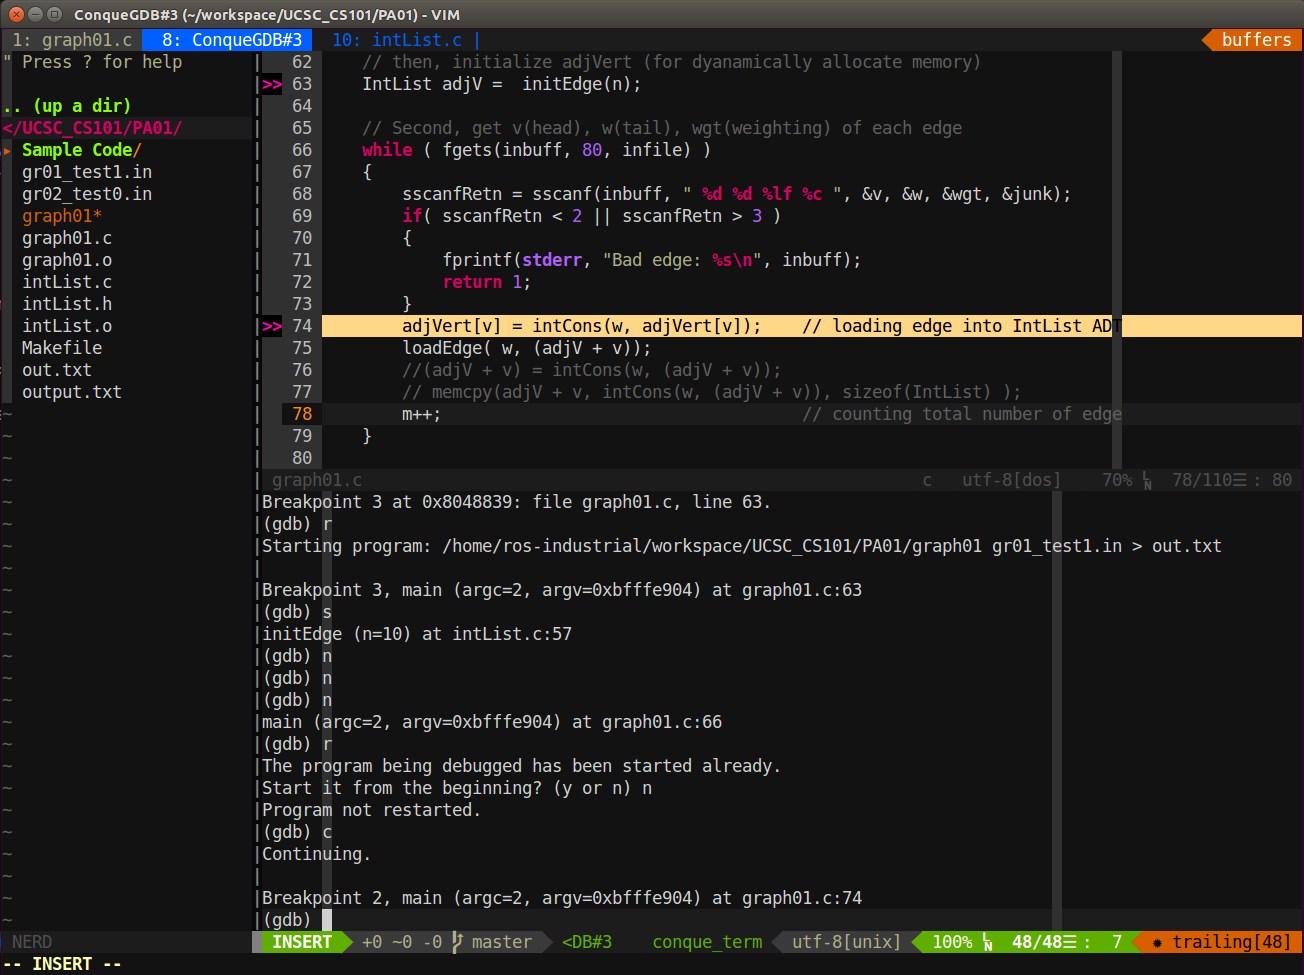 ConqueGDB#3 (~/workspace/UCSC_CS101/PA01) - VIM
1: graph01.c 8: ConqueGDB#3 10: intList.c | buffers
" Press ? for help
.. (up a dir)
</UCSC_CS101/PA01/
▸ Sample Code/
gr01_test1.in
gr02_test0.in
graph01*
graph01.c
graph01.o
intList.c
intList.h
intList.o
Makefile
out.txt
output.txt
62 // then, initialize adjVert (for dyanamically allocate memory)
>> 63 IntList adjV =  initEdge(n);
64
65 // Second, get v(head), w(tail), wgt(weighting) of each edge
66 while ( fgets(inbuff, 80, infile) )
67 {
68 sscanfRetn = sscanf(inbuff, " %d %d %lf %c ", &v, &w, &wgt, &junk);
69 if( sscanfRetn < 2 || sscanfRetn > 3 )
70 {
71 fprintf(stderr, "Bad edge: %s\n", inbuff);
72 return 1;
73 }
>> 74 adjVert[v] = intCons(w, adjVert[v]);    // loading edge into IntList ADT
75 loadEdge( w, (adjV + v));
76 //(adjV + v) = intCons(w, (adjV + v));
77 // memcpy(adjV + v, intCons(w, (adjV + v)), sizeof(IntList) );
78 m++; // counting total number of edge
79 }
80
graph01.c c utf-8[dos] 70% ␤ 78/110☰ : 80
Breakpoint 3 at 0x8048839: file graph01.c, line 63.
(gdb) r
Starting program: /home/ros-industrial/workspace/UCSC_CS101/PA01/graph01 gr01_test1.in > out.txt
Breakpoint 3, main (argc=2, argv=0xbfffe904) at graph01.c:63
(gdb) s
initEdge (n=10) at intList.c:57
(gdb) n
(gdb) n
(gdb) n
main (argc=2, argv=0xbfffe904) at graph01.c:66
(gdb) r
The program being debugged has been started already.
Start it from the beginning? (y or n) n
Program not restarted.
(gdb) c
Continuing.
Breakpoint 2, main (argc=2, argv=0xbfffe904) at graph01.c:74
(gdb)
NERD INSERT +0 ~0 -0 master <DB#3 conque_term utf-8[unix] 100% LN 48/48☰ : 7 ✹ trailing[48]
-- INSERT --